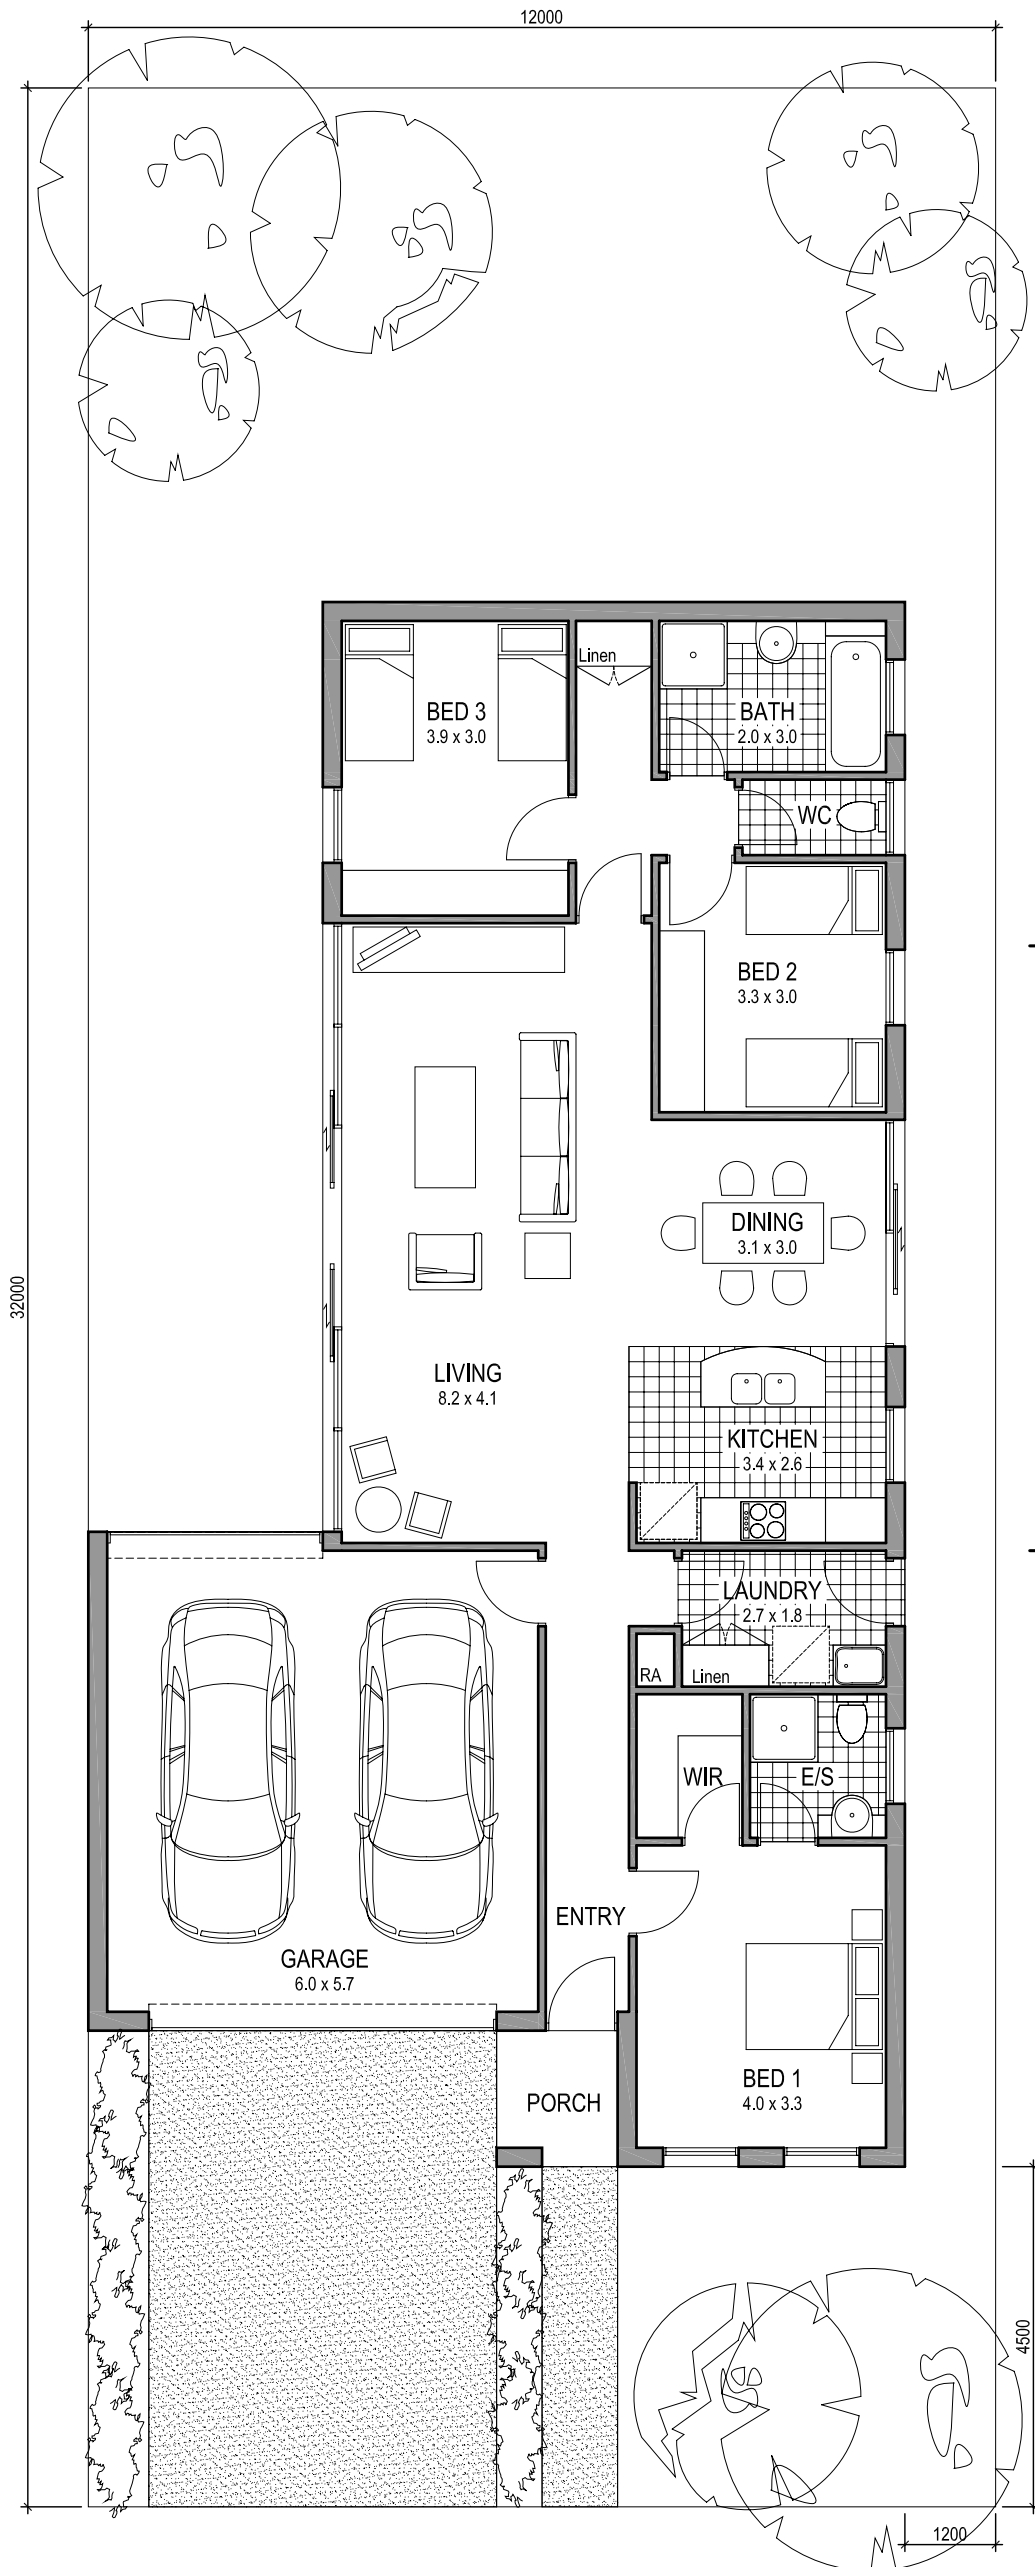 12000
32000
Linen
BED 3
3.9 x 3.0
BATH
2.0 x 3.0
WC
BED 2
3.3 x 3.0
DINING
3.1 x 3.0
LIVING
8.2 x 4.1
KITCHEN
3.4 x 2.6
LAUNDRY
2.7 x 1.8
RA
Linen
WIR
E/S
ENTRY
GARAGE
6.0 x 5.7
BED 1
4.0 x 3.3
PORCH
4500
1200